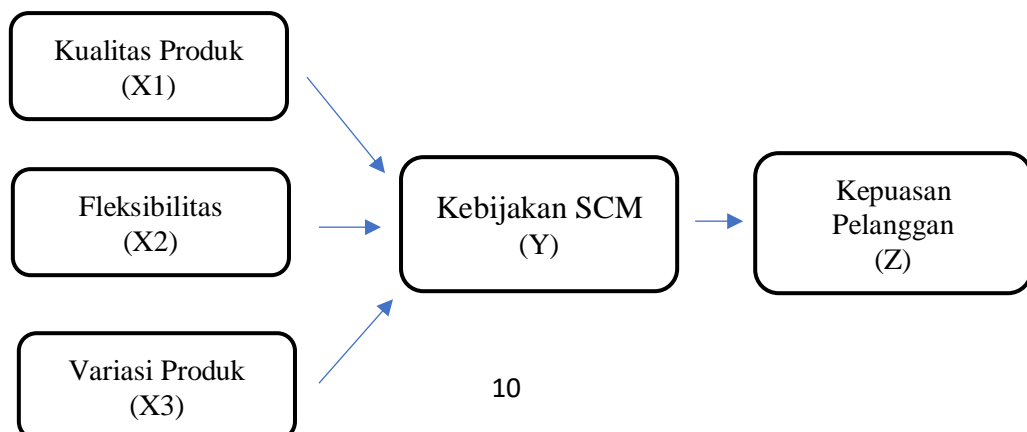 Kualitas Produk
(X1)
Fleksibilitas
(X2)
Variasi Produk
(X3)
Kebijakan SCM
(Y)
Kepuasan
Pelanggan
(Z)
10